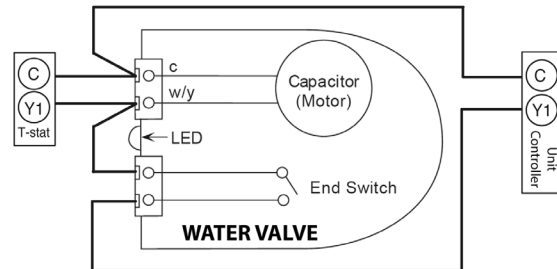 C
Y1
T-stat
c
w/y
LED
Capacitor
(Motor)
End Switch
WATER VALVE
C
Y1
Unit
Controller